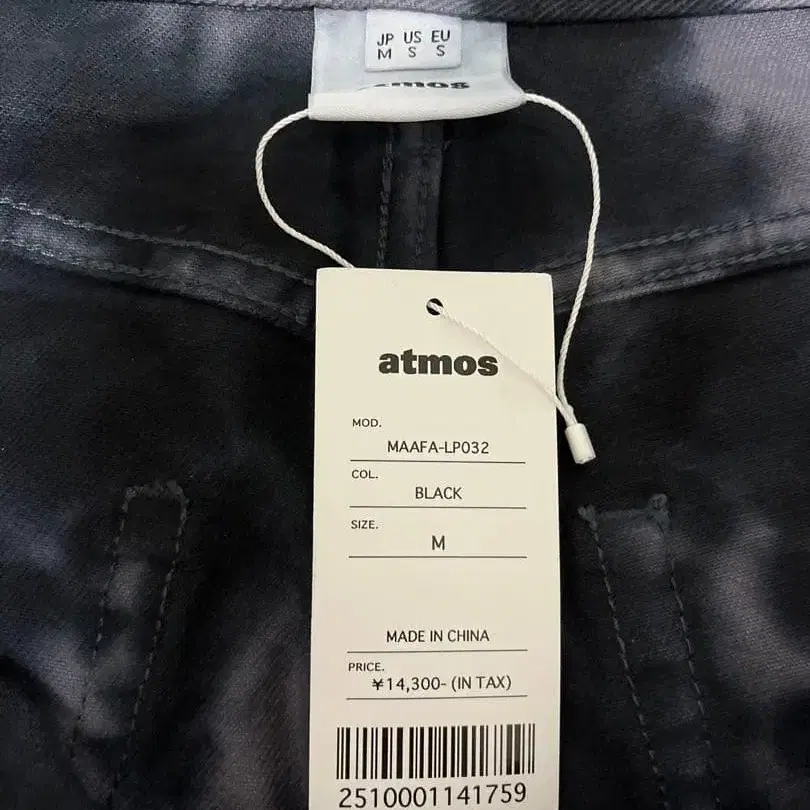 JP US EU
M S S
atmos
atmos
MOD.
MAAFA-LP032
COL.
BLACK
SIZE.
M
MADE IN CHINA
PRICE.
¥14,300- (IN TAX)
2510001141759